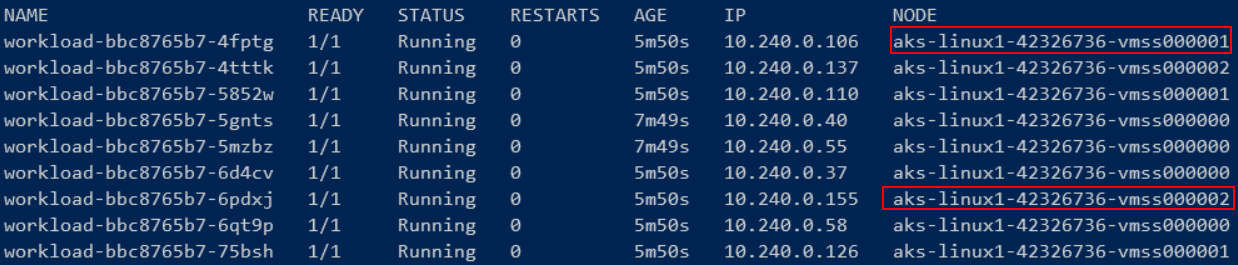 NAME READY STATUS RESTARTS AGE IP NODE
workload-bbc8765b7-4fptg 1/1 Running 0 5m50s 10.240.0.106 aks-linux1-42326736-vmss000001
workload-bbc8765b7-4tttk 1/1 Running 0 5m50s 10.240.0.137 aks-linux1-42326736-vmss000002
workload-bbc8765b7-5852w 1/1 Running 0 5m50s 10.240.0.110 aks-linux1-42326736-vmss000001
workload-bbc8765b7-5gnts 1/1 Running 0 7m49s 10.240.0.40 aks-linux1-42326736-vmss000000
workload-bbc8765b7-5mzbz 1/1 Running 0 7m49s 10.240.0.55 aks-linux1-42326736-vmss000000
workload-bbc8765b7-6d4cv 1/1 Running 0 5m50s 10.240.0.37 aks-linux1-42326736-vmss000000
workload-bbc8765b7-6pdxj 1/1 Running 0 5m50s 10.240.0.155 aks-linux1-42326736-vmss000002
workload-bbc8765b7-6qt9p 1/1 Running 0 5m50s 10.240.0.58 aks-linux1-42326736-vmss000000
workload-bbc8765b7-75bsh 1/1 Running 0 5m50s 10.240.0.126 aks-linux1-42326736-vmss000001